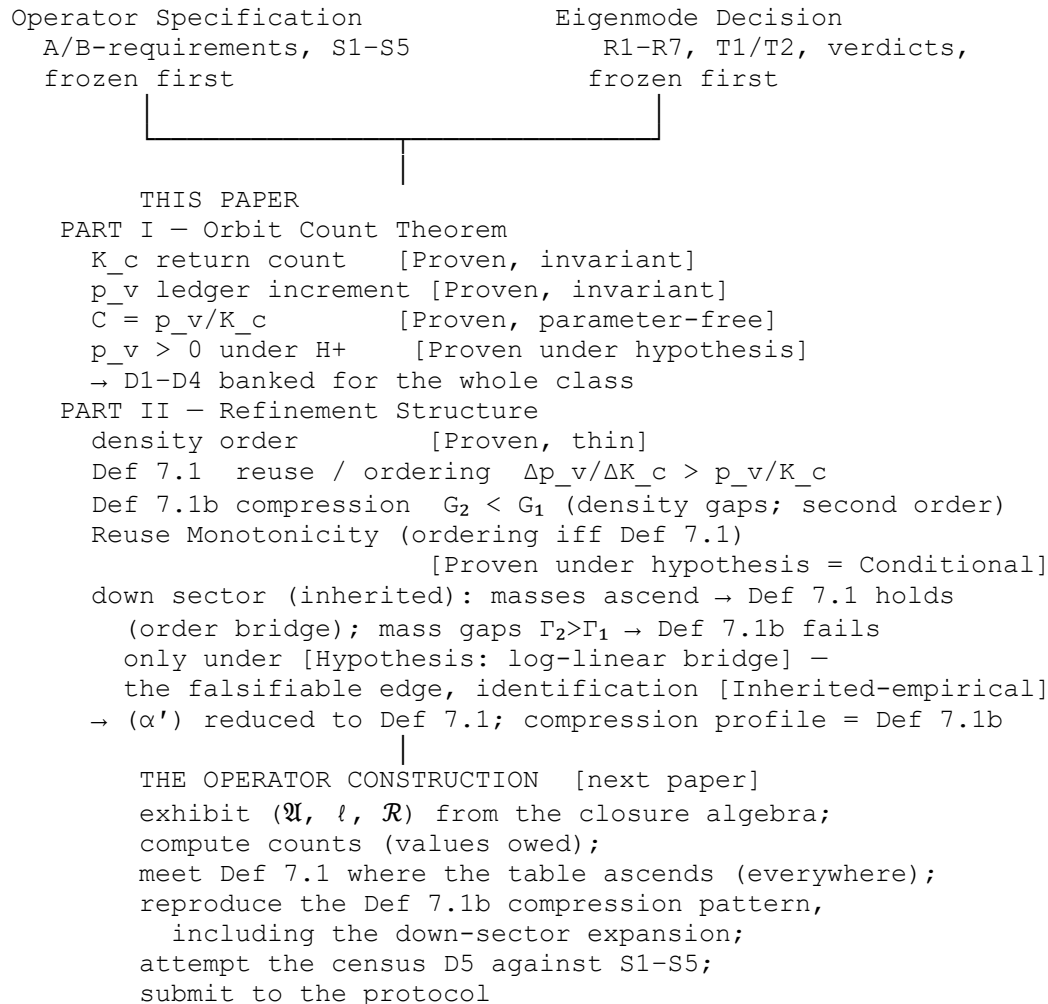 Operator Specification Eigenmode Decision
A/B-requirements, S1–S5 R1–R7, T1/T2, verdicts,
frozen first frozen first
THIS PAPER
PART I — Orbit Count Theorem
K_c return count [Proven, invariant]
p_v ledger increment [Proven, invariant]
C = p_v/K_c [Proven, parameter-free]
p_v > 0 under H+ [Proven under hypothesis]
→ D1–D4 banked for the whole class
PART II — Refinement Structure
density order [Proven, thin]
Def 7.1 reuse / ordering Δp_v/ΔK_c > p_v/K_c
Def 7.1b compression G₂ < G₁ (density gaps; second order)
Reuse Monotonicity (ordering iff Def 7.1)
[Proven under hypothesis = Conditional]
down sector (inherited): masses ascend → Def 7.1 holds
(order bridge); mass gaps Γ₂>Γ₁ → Def 7.1b fails
only under [Hypothesis: log-linear bridge] —
the falsifiable edge, identification [Inherited-empirical]
→ (α′) reduced to Def 7.1; compression profile = Def 7.1b
THE OPERATOR CONSTRUCTION [next paper]
exhibit (𝕬, ℓ, 𝓡) from the closure algebra;
compute counts (values owed);
meet Def 7.1 where the table ascends (everywhere);
reproduce the Def 7.1b compression pattern,
including the down-sector expansion;
attempt the census D5 against S1–S5;
submit to the protocol